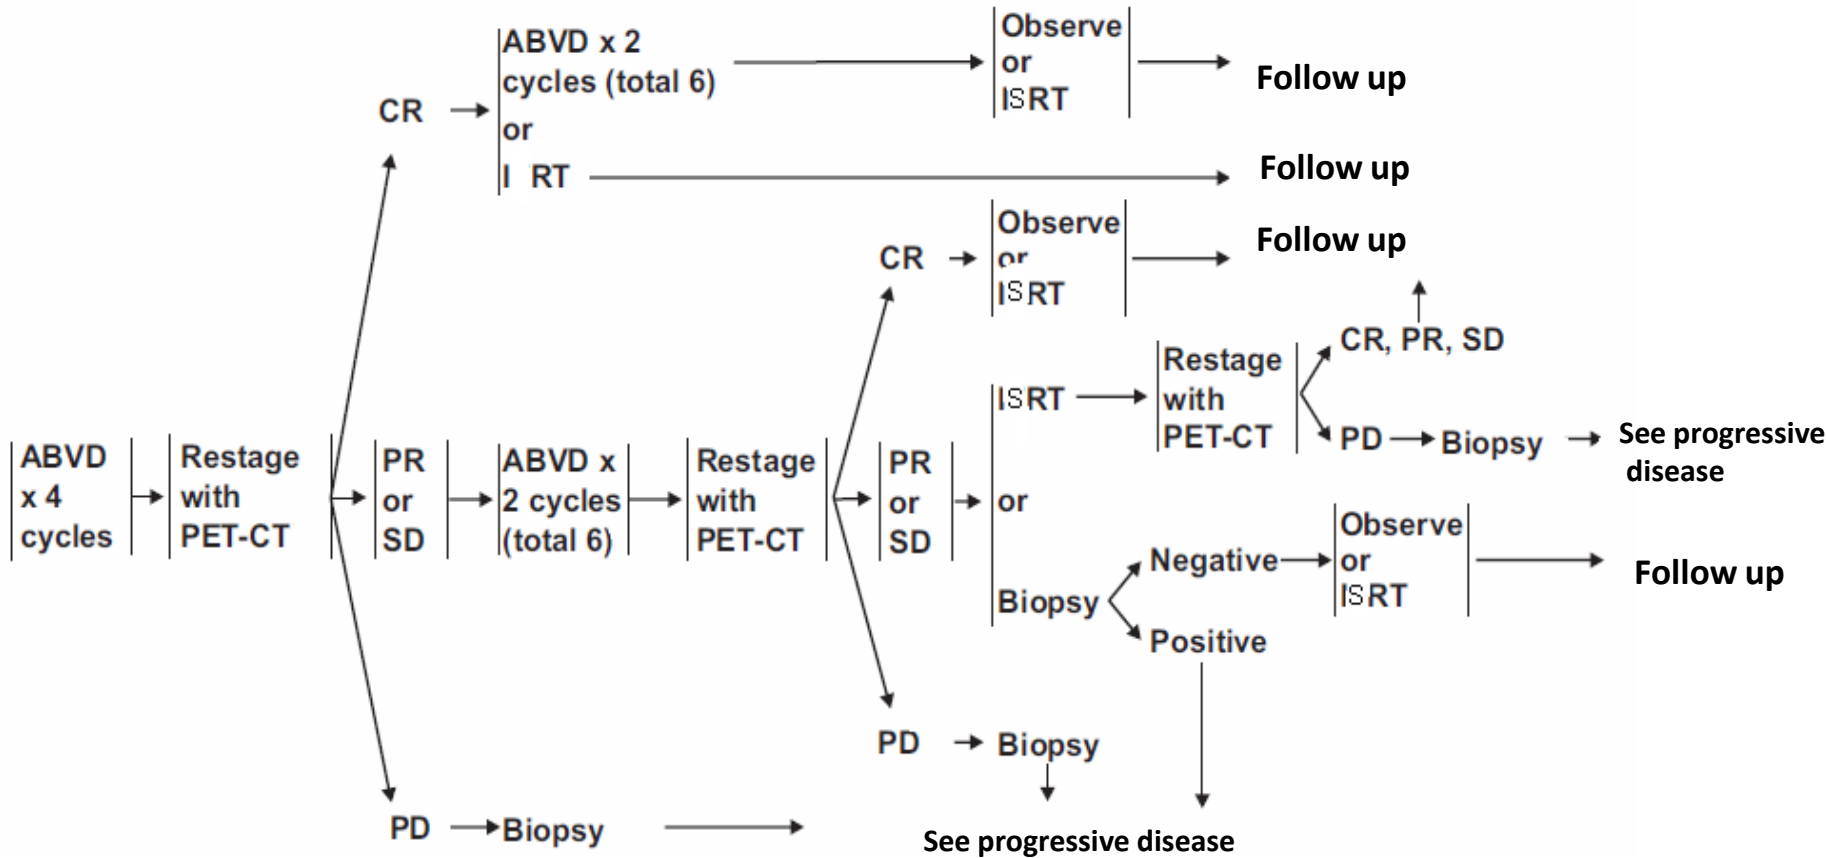 ABVD x 2
cycles (total 6)
or
I RT
Observe
or
ISRT
Follow up
CR
Follow up
Observe
or
ISRT
Follow up
CR
CR, PR, SD
Restage
with
PET-CT
ISRT
PD
Biopsy
See progressive
disease
ABVD
x 4
cycles
Restage
with
PET-CT
PR
or
SD
ABVD x
2 cycles
(total 6)
Restage
with
PET-CT
PR
or
SD
or
Observe
or
ISRT
Follow up
Negative
Biopsy
Positive
PD
Biopsy
PD
Biopsy
See progressive disease